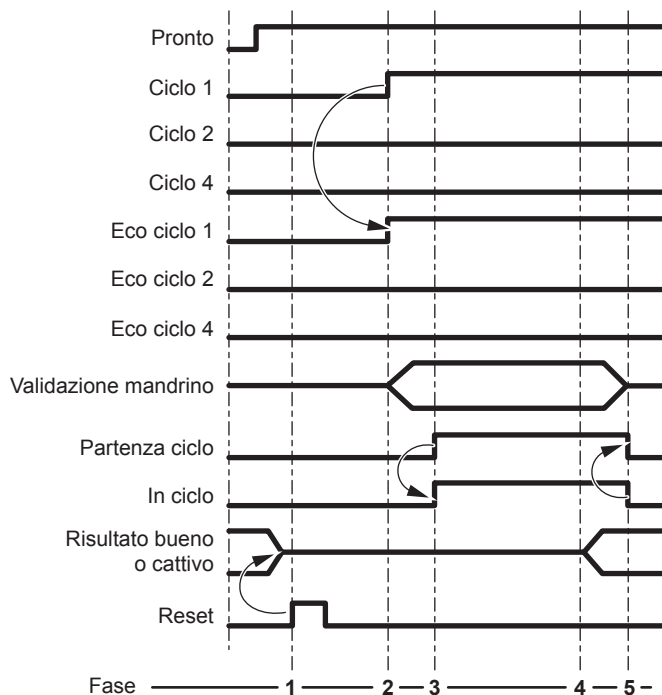 Pronto
Ciclo 1
Ciclo 2
Ciclo 4
Eco ciclo 1
Eco ciclo 2
Eco ciclo 4
Validazione mandrino
Partenza ciclo
In ciclo
Risultato bueno
o cattivo
Reset
Fase 1 2 3 4 5